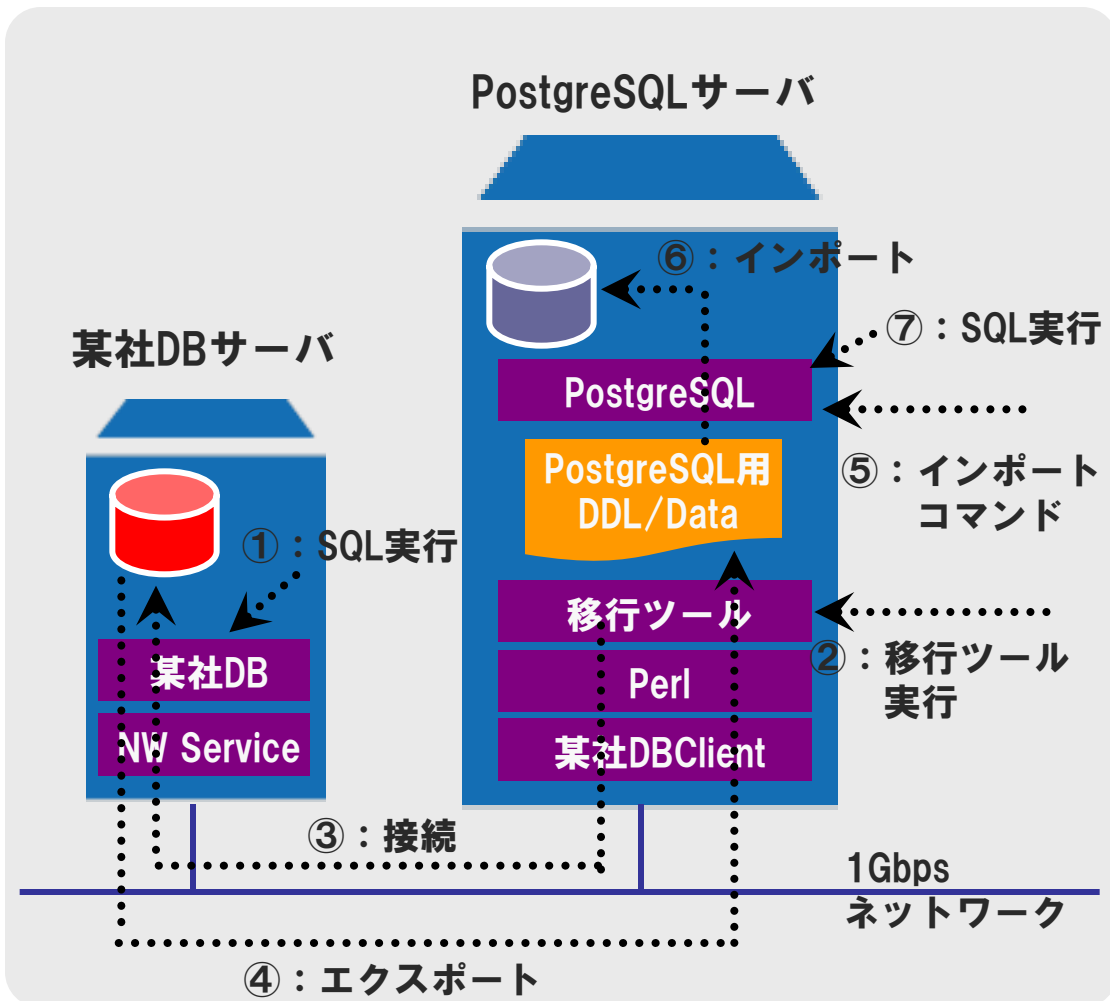 PostgreSQLサーバ
⑥：インポート
⑦：SQL実行
某社DBサーバ
PostgreSQL
PostgreSQL用
DDL/Data
⑤：インポート
コマンド
①：SQL実行
移行ツール
②：移行ツール
実行
某社DB
Perl
NW Service
某社DBClient
③：接続
1Gbps
ネットワーク
④：エクスポート